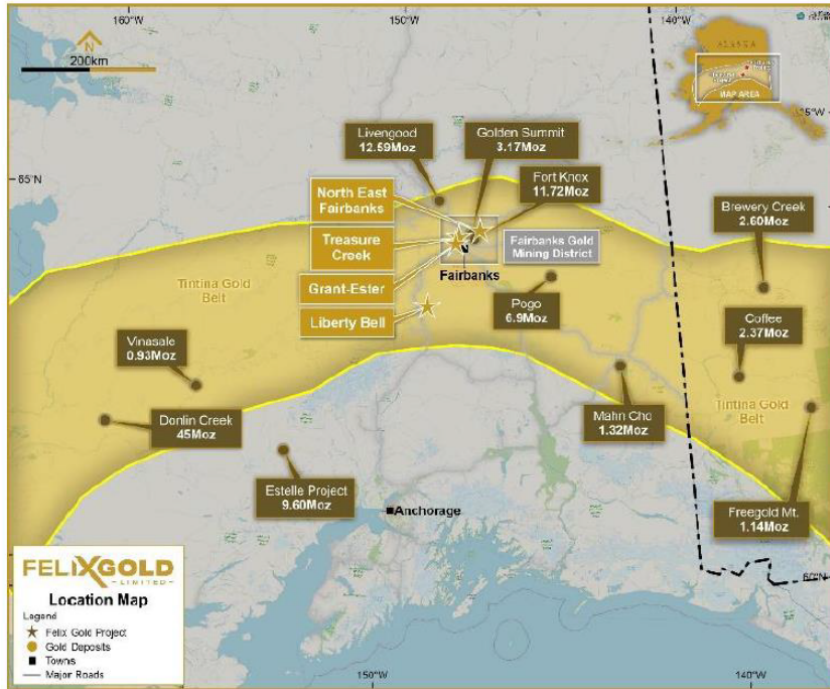 160°W
150°W
140°W
N
200km
ALASKA
MAP AREA
65°N
Livengood
12.59Moz
Golden Summit
3.17Moz
Fort Knox
11.72Moz
North East
Fairbanks
Treasure
Creek
Grant-Ester
Liberty Bell
Fairbanks Gold
Mining District
Fairbanks
Brewery Creek
2.60Moz
Tintina Gold
Belt
Pogo
6.9Moz
Coffee
2.37Moz
Vinasale
0.93Moz
Donlin Creek
45Moz
Mahn Cho
1.32Moz
Tintina Gold
Belt
Estelle Project
9.60Moz
Anchorage
Freegold Mt.
1.14Moz
60°N
FELIXGOLD
LIMITED
Location Map
Legend
Felix Gold Project
Gold Deposits
Towns
Major Roads
150°W
140°W